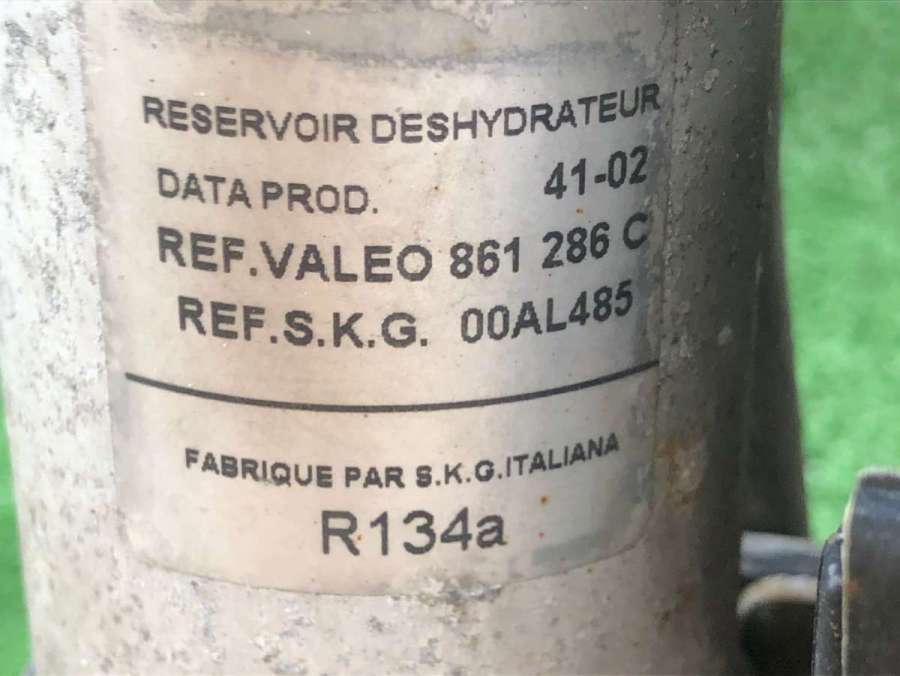 RESERVOIR DESHYDRATEUR
DATA PROD. 41-02
REF.VALEO 861 286 C
REF.S.K.G. 00AL485
FABRIQUE PAR S.K.G.ITALIANA
R134a